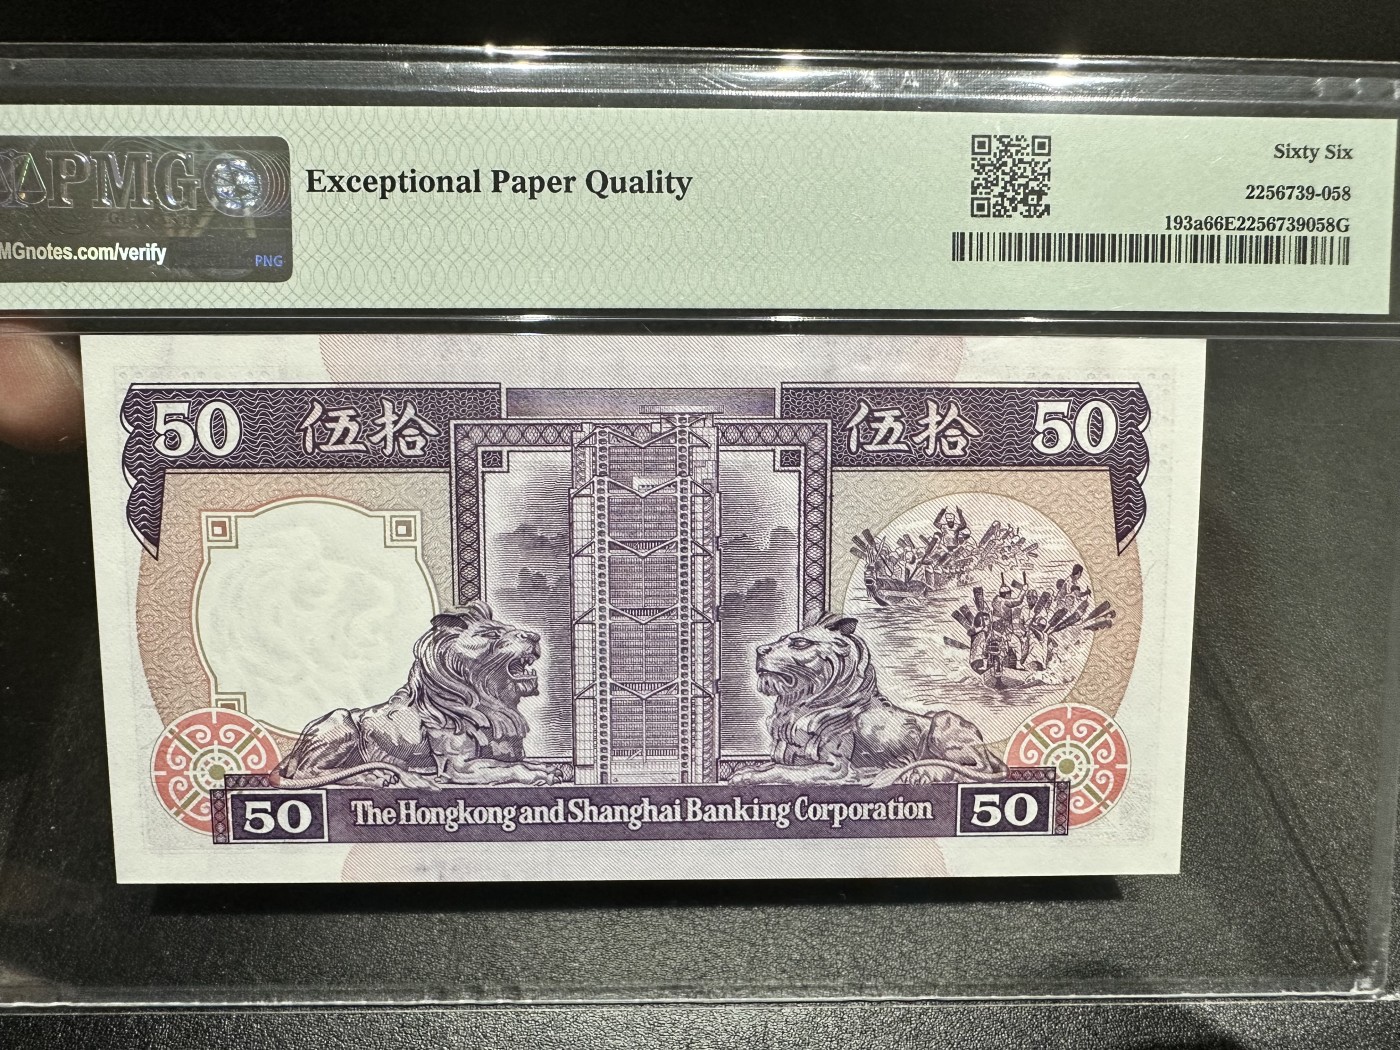 PMG
MGnotes.com/verify
PNG
Exceptional Paper Quality
Sixty Six
2256739-058
193a66E2256739058G
50 伍拾 伍拾 50
50 The Hongkong and Shanghai Banking Corporation 50